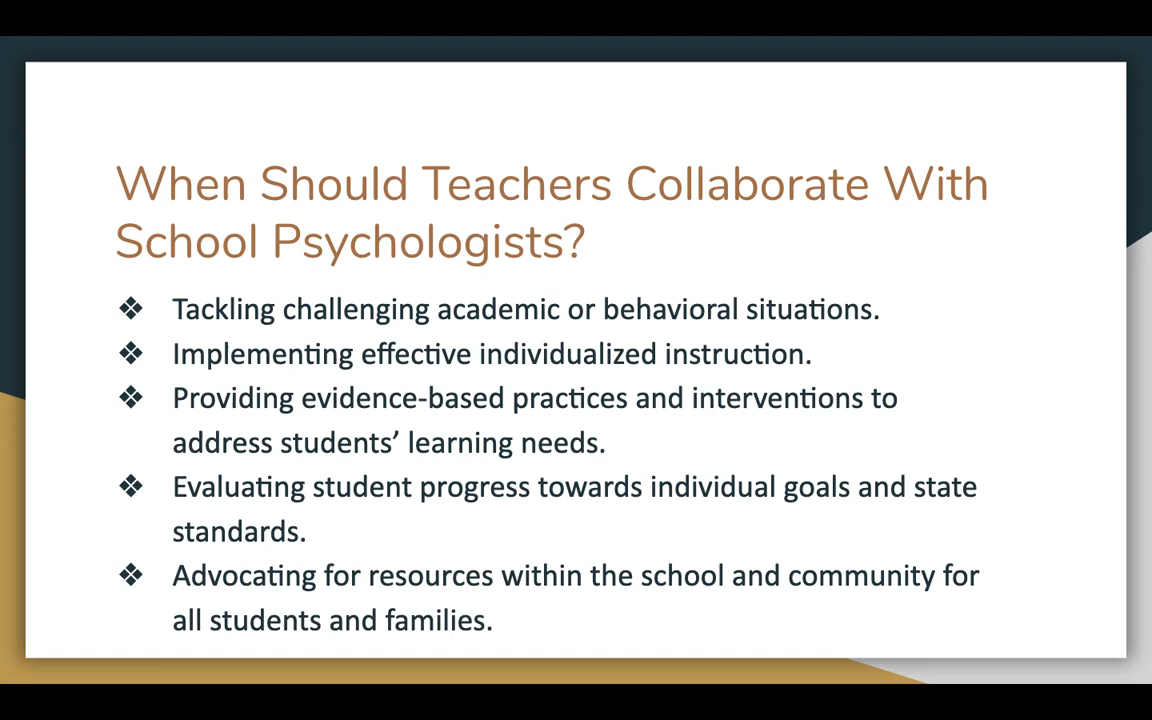 When Should Teachers Collaborate With
School Psychologists?
❖ Tackling challenging academic or behavioral situations.
❖ Implementing effective individualized instruction.
❖ Providing evidence-based practices and interventions to
address students’ learning needs.
❖ Evaluating student progress towards individual goals and state
standards.
❖ Advocating for resources within the school and community for
all students and families.